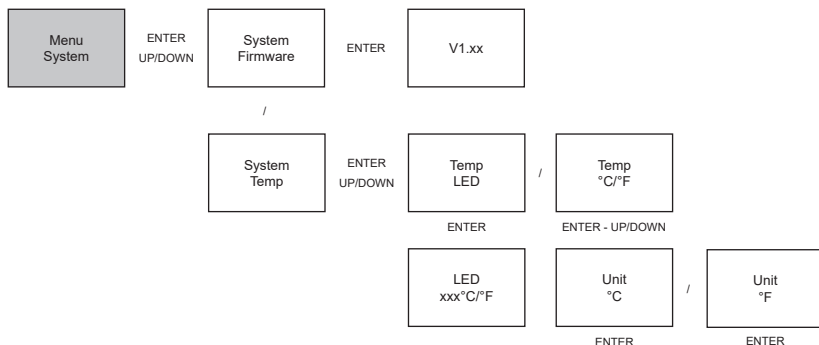 Menu
System
ENTER
UP/DOWN
System
Firmware
ENTER
V1.xx
/
System
Temp
ENTER
UP/DOWN
Temp
LED
/
Temp
°C/°F
ENTER
ENTER - UP/DOWN
LED
xxx°C/°F
Unit
°C
/
Unit
°F
ENTER
ENTER